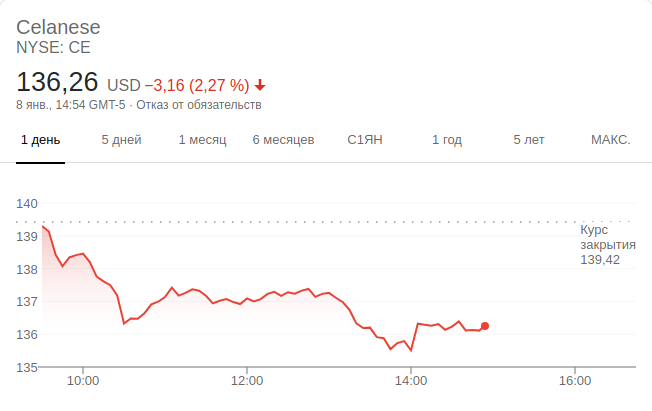 Celanese
NYSE: CE
136,26 USD −3,16 (2,27 %)
8 янв., 14:54 GMT-5 · Отказ от обязательств
1 день 5 дней 1 месяц 6 месяцев С1ЯН 1 год 5 лет МАКС.
140
139
138
137
136
135
Курс
закрытия
139,42
10:00 12:00 14:00 16:00